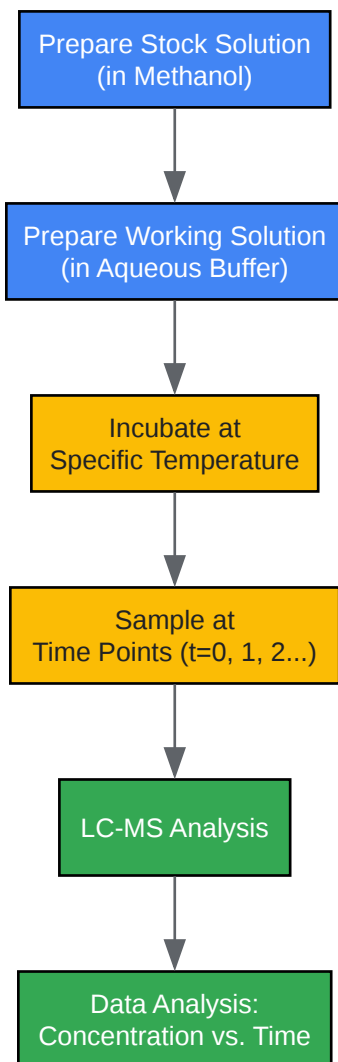 Prepare Stock Solution
(in Methanol)
Prepare Working Solution
(in Aqueous Buffer)
Incubate at
Specific Temperature
Sample at
Time Points (t=0, 1, 2...)
LC-MS Analysis
Data Analysis:
Concentration vs. Time